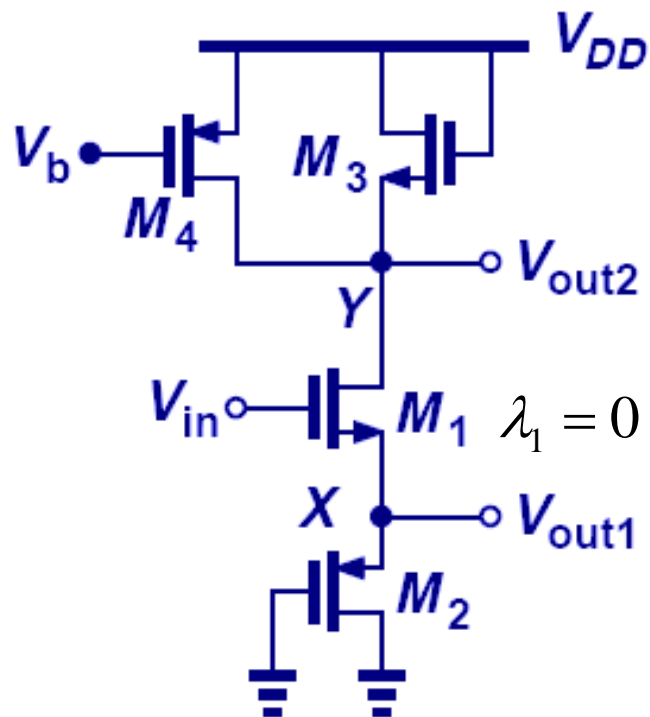 V_DD
V_b
M_3
M_4
V_out2
Y
V_in
M_1
λ_1 = 0
X
V_out1
M_2